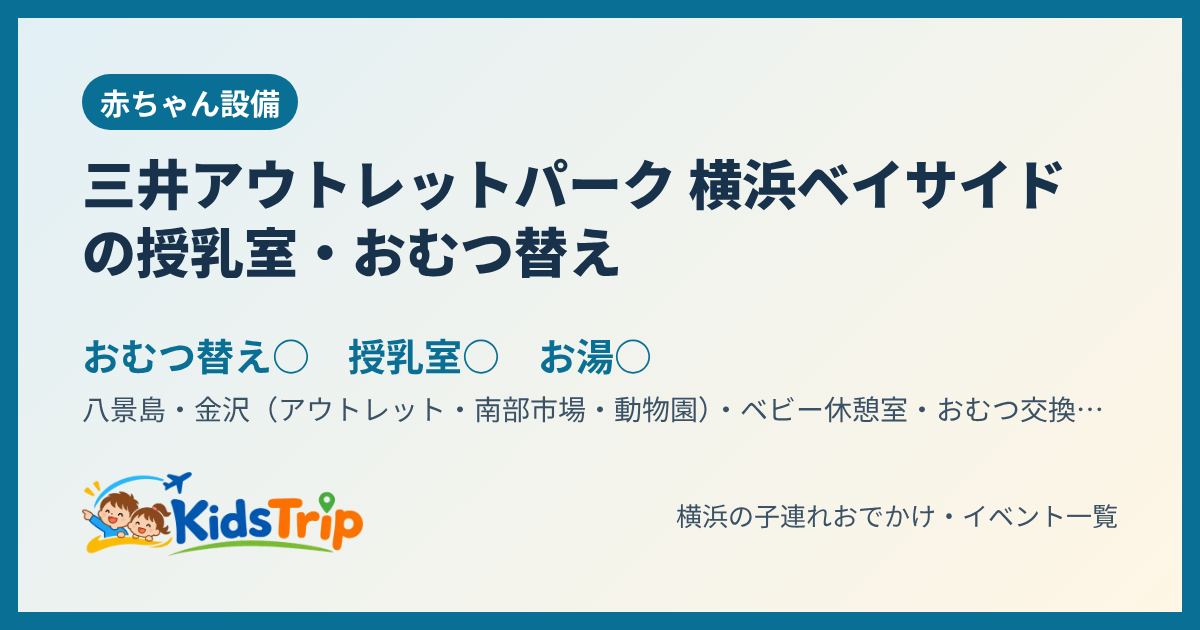 赤ちゃん設備
三井アウトレットパーク 横浜ベイサイド
の授乳室・おむつ替え
おむつ替え○　授乳室○　お湯○
八景島・金沢（アウトレット・南部市場・動物園）・ベビー休憩室・おむつ交換…
KidsTrip
横浜の子連れおでかけ・イベント一覧